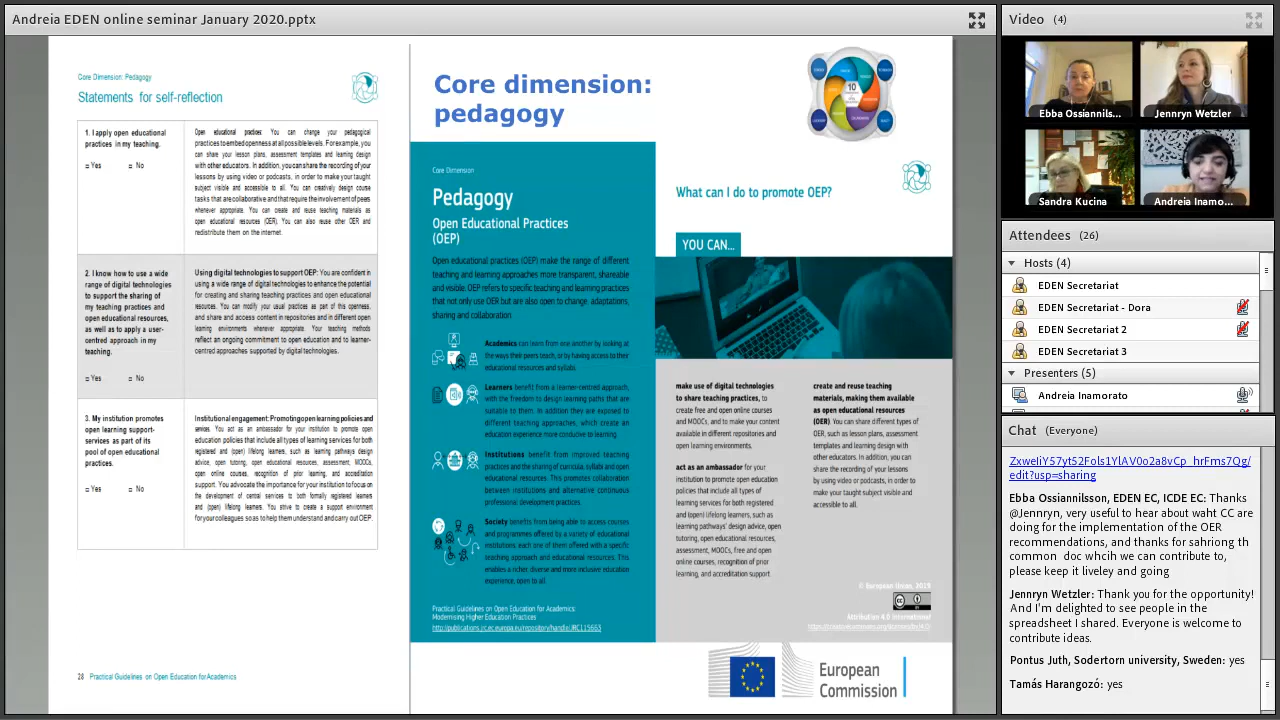 Andreia EDEN online seminar January 2020.pptx
Core Dimension: Pedagogy
Statements for self-reflection
1. I apply open educational
practices in my teaching.
Yes No
Open educational practices: You can change your pedagogical
practices to embed openness at all possible levels. For example, you
can share your lesson plans, assessment templates and learning design
with other educators. In addition, you can share the recording of your
lessons by using video or podcasts, in order to make your taught
subject visible and accessible to all. You can creatively design course
tasks that are collaborative and that require the involvement of peers
whenever appropriate. You can create and reuse teaching materials as
open educational resources (OER). You can also reuse other OER and
redistribute them on the internet.
2. I know how to use a wide
range of digital technologies
to support the sharing of
my teaching practices and
open educational resources,
as well as to apply a user-
centred approach in my
teaching.
Yes No
Using digital technologies to support OEP: You are confident in
using a wide range of digital technologies to enhance the potential
for creating and sharing teaching practices and open educational
resources. You can modify your usual practices as part of this openness,
and share and access content in repositories and in different open
learning environments whenever appropriate. Your teaching methods
reflect an ongoing commitment to open education and to learner-
centred approaches supported by digital technologies.
3. My institution promotes
open learning support-
services as part of its
pool of open educational
practices.
Yes No
Institutional engagement: Promoting open learning policies and
services. You act as an ambassador for your institution to promote open
education policies that include all types of learning services for both
registered and (open) lifelong learners, such as learning pathways design
advice, open tutoring, open educational resources, assessment, MOOCs,
open online courses, recognition of prior learning, and accreditation
support. You advocate the importance for your institution to focus on
the development of central services to both formally registered learners
and (open) lifelong learners. You strive to create a support environment
for your colleagues so as to help them understand and carry out OEP.
28 Practical Guidelines on Open Education for Academics
Core dimension:
pedagogy
10
Core Dimension
Pedagogy
Open Educational Practices
(OEP)
Open educational practices (OEP) make the range of different
teaching and learning approaches more transparent, shareable
and visible. OEP refers to specific teaching and learning practices
that not only use OER but are also open to change, adaptations,
sharing and collaboration.
Academics can learn from one another by looking at
the ways their peers teach, or by having access to their
educational resources and syllabi.
Learners benefit from a learner-centred approach,
with the freedom to design learning paths that are
suitable to them. In addition they are exposed to
different teaching approaches, which create an
education experience more conducive to learning.
Institutions benefit from improved teaching
practices and the sharing of curricula, syllabi and open
educational resources. This promotes collaboration
between institutions and alternative continuous
professional development practices.
Society benefits from being able to access courses
and programmes offered by a variety of educational
institutions, each one of them offered with a specific
teaching approach and educational resources. This
enables a richer, diverse and more inclusive education
experience, open to all.
Practical Guidelines on Open Education for Academics:
Modernising Higher Education Practices
http://publications.jrc.ec.europa.eu/repository/handle/JRC115663
What can I do to promote OEP?
YOU CAN...
make use of digital technologies
to share teaching practices, to
create free and open online courses
and MOOCs, and to make your content
available in different repositories and
open learning environments.
act as an ambassador for your
institution to promote open education
policies that include all types of
learning services for both registered
and (open) lifelong learners, such as
learning pathways' design advice, open
tutoring, open educational resources,
assessment, MOOCs, free and open
online courses, recognition of prior
learning, and accreditation support.
create and reuse teaching
materials, making them available
as open educational resources
(OER). You can share different types of
OER, such as lesson plans, assessment
templates and learning design with
other educators. In addition, you can
share the recording of your lessons
by using video or podcasts, in order to
make your taught subject visible and
accessible to all.
© European Union, 2019
CC BY
Attribution 4.0 International
European
Commission
Video (4)
Ebba Ossiannils...
Jennryn Wetzler
Sandra Kucina
Andreia Inamo...
Attendees (26)
Hosts (4)
EDEN Secretariat
EDEN Secretariat - Dora
EDEN Secretariat 2
EDEN Secretariat 3
Presenters (5)
Andreia Inamorato
Chat (Everyone)
ZxweliY57ytS2Fols1YlAV0o2a8vCp_hrFms7Qg/
edit?usp=sharing
Ebba Ossiannilsson, EDEN EC, ICDE EC: Thanks
@Jennryn, very useful to hear about waht CC are
doing for the implementation of the OER
recommendations, and thanks for sharing th
common doc whcih we can contribute to,
please keep it liveley and going
Jenryn Wetzler: Thank you for the opportunity!
And I'm delighted to see so many people in the
spreadsheet I shared. Everyone is welcome to
contribute ideas.
Pontus Juth, Sodertorn university, Sweden: yes
Tamás Harangozó: yes